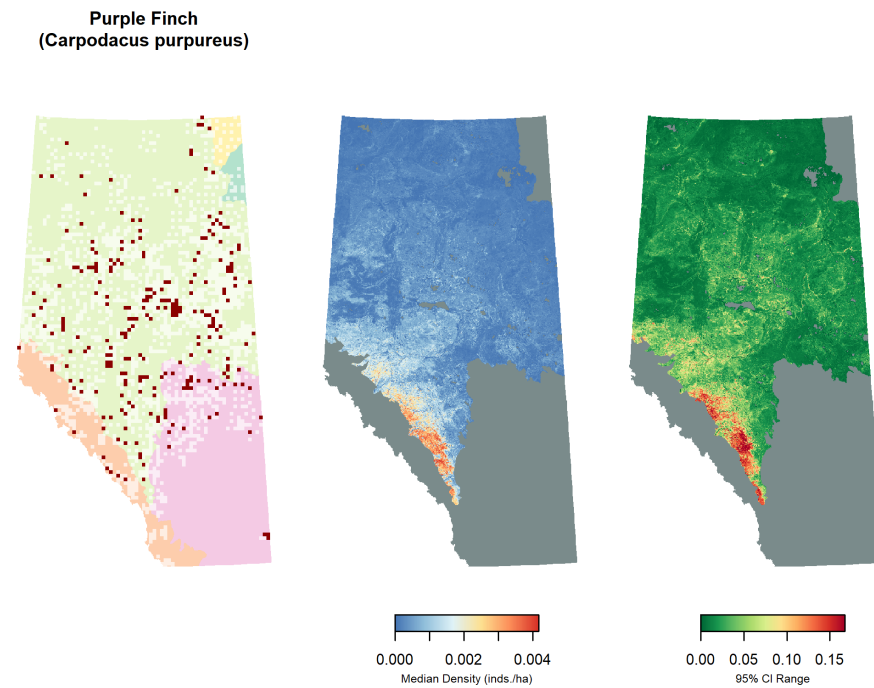 Purple Finch
(Carpodacus purpureus)
0.000 0.002 0.004
Median Density (inds./ha)
0.00 0.05 0.10 0.15
95% CI Range